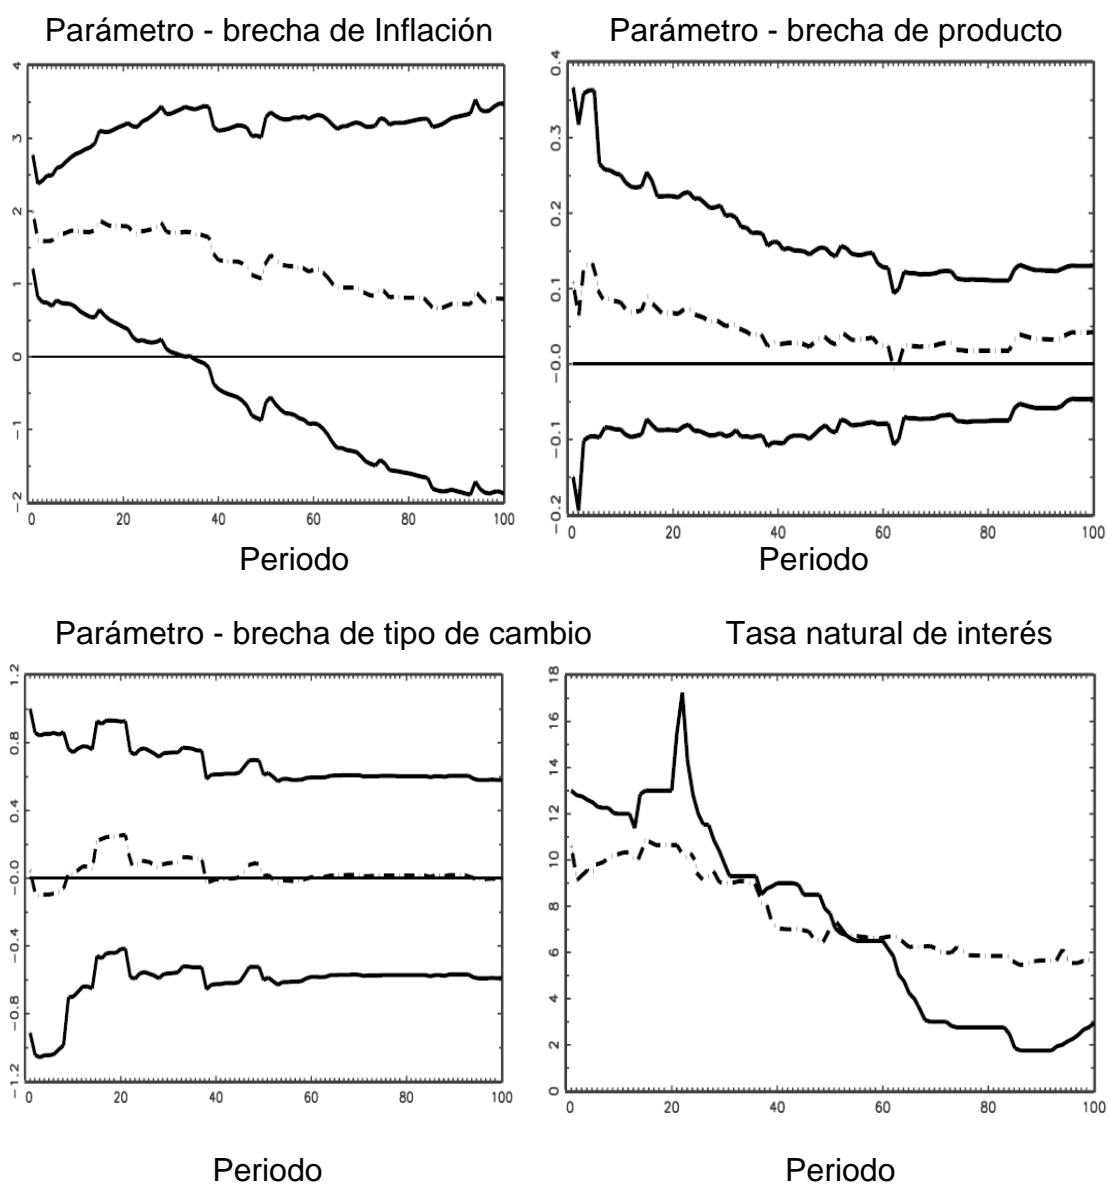 Parámetro - brecha de Inflación
4
3
2
1
0
−1
−2
0 20 40 60 80 100
Periodo
Parámetro - brecha de producto
0.4
0.3
0.2
0.1
−0.0
−0.1
−0.2
0 20 40 60 80 100
Periodo
Parámetro - brecha de tipo de cambio
1.2
0.8
0.4
−0.0
−0.4
−0.8
−1.2
0 20 40 60 80 100
Periodo
Tasa natural de interés
18
16
14
12
10
8
6
4
2
0
0 20 40 60 80 100
Periodo